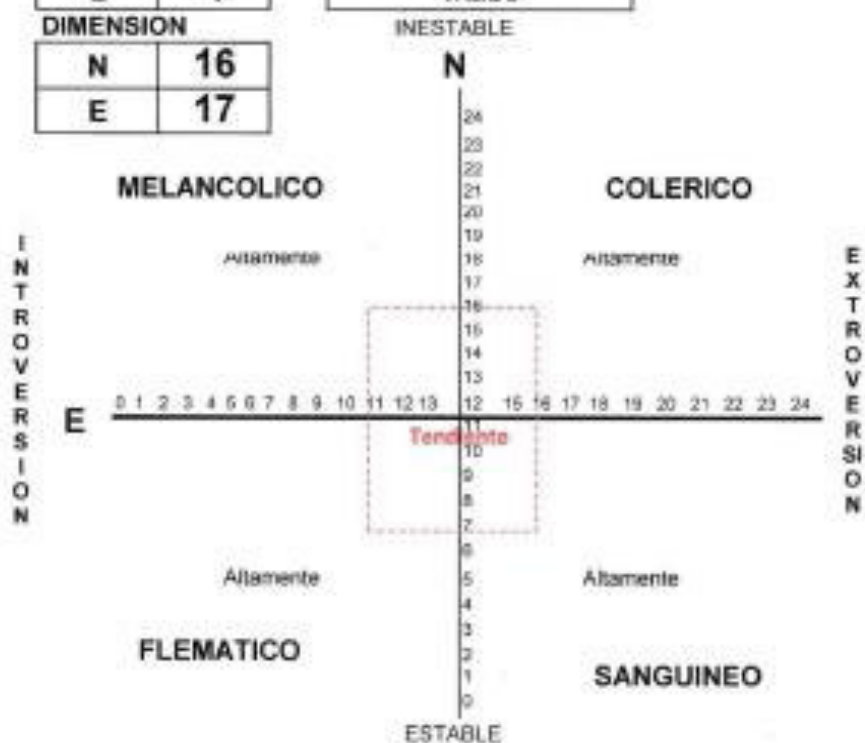 DIMENSION
INESTABLE
N 16
N
E 17
24
23
22
21
20
19
18
17
16
15
14
13
12
11
10
9
8
7
6
5
4
3
2
1
0
MELANCOLICO
COLERICO
Altamente
Altamente
INTROVERSION
EXTROVERSION
E
0 1 2 3 4 5 6 7 8 9 10 11 12 13 15 16 17 18 19 20 21 22 23 24
Tendiente
Altamente
Altamente
FLEMATICO
SANGUINEO
ESTABLE